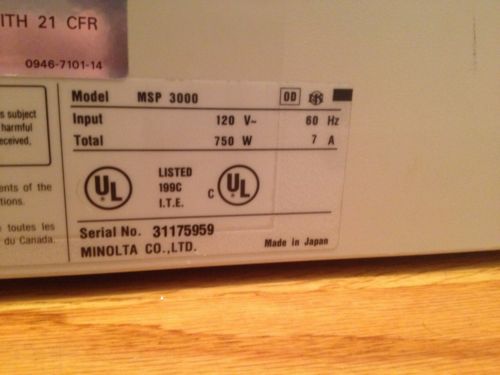 ITH 21 CFR
0946-7101-14
s subject
harmful
eceived,
ents of the
tions.
toutes les
du Canada.
Model MSP 3000 OD
Input 120 V~ 60 Hz
Total 750 W 7 A
UL LISTED 199C I.T.E. C UL
Serial No. 31175959
MINOLTA CO.,LTD. Made in Japan